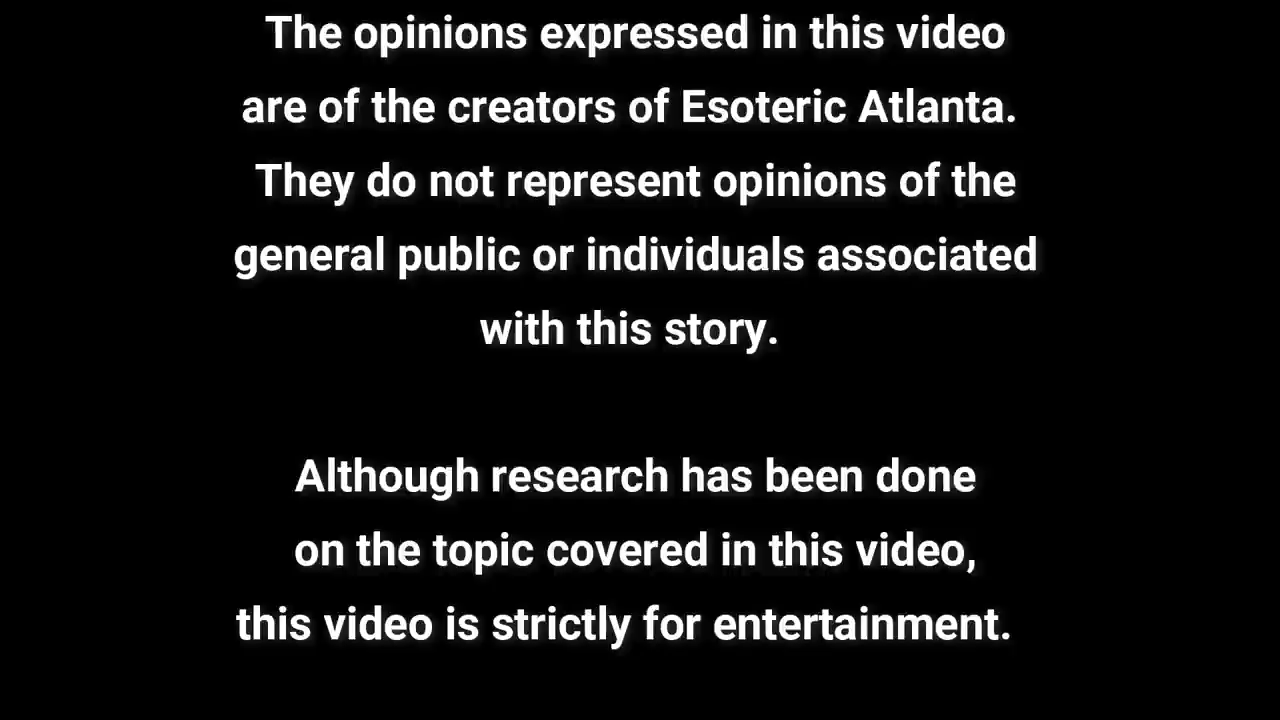 The opinions expressed in this video
are of the creators of Esoteric Atlanta.
They do not represent opinions of the
general public or individuals associated
with this story.
Although research has been done
on the topic covered in this video,
this video is strictly for entertainment.